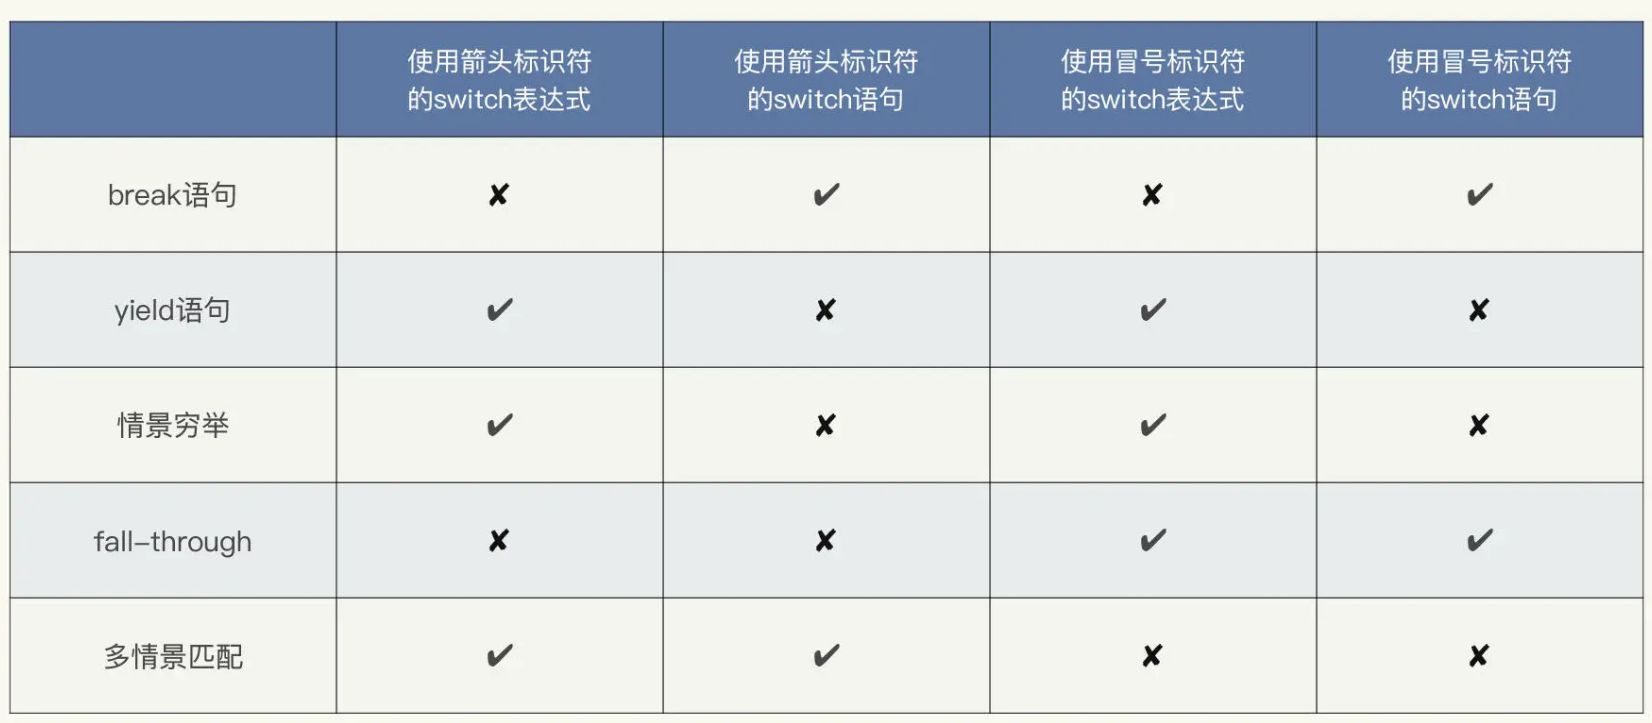 使用箭头标识符
的switch表达式
使用箭头标识符
的switch语句
使用冒号标识符
的switch表达式
使用冒号标识符
的switch语句
break语句 ✘ ✔ ✘ ✔
yield语句 ✔ ✘ ✔ ✘
情景穷举 ✔ ✘ ✔ ✘
fall-through ✘ ✘ ✔ ✔
多情景匹配 ✔ ✔ ✘ ✘